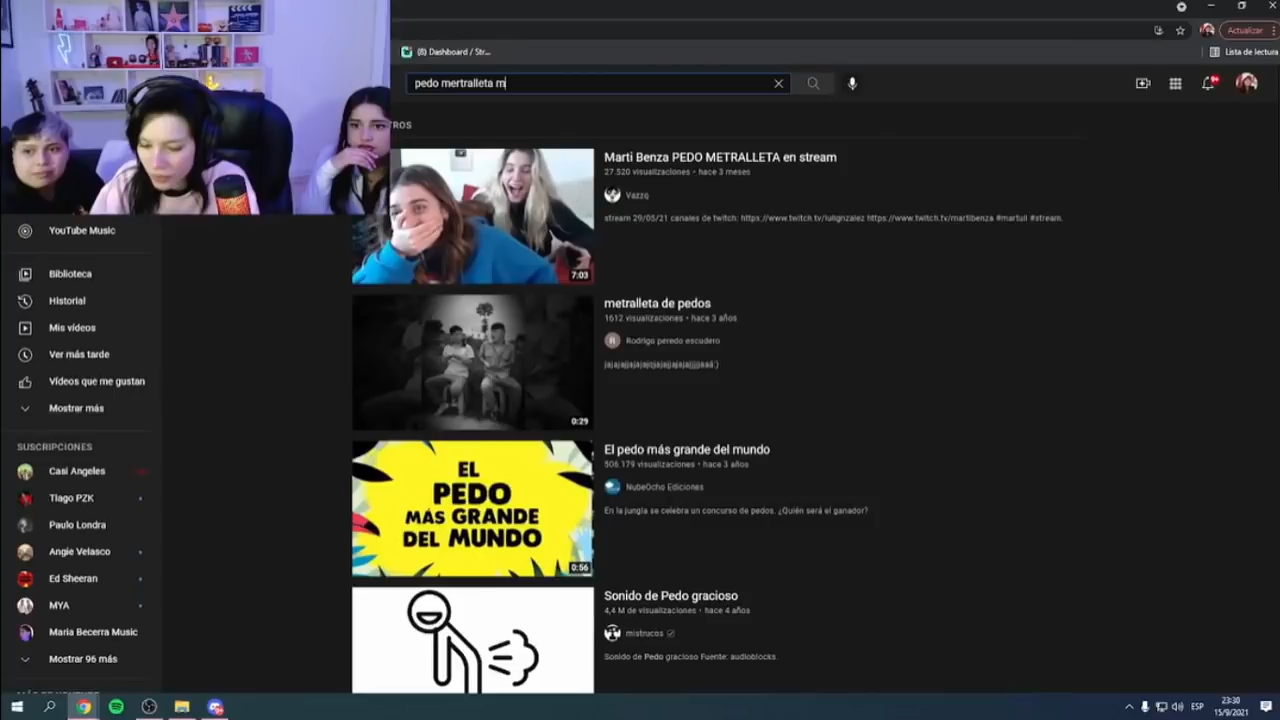 Actualizar
(8) Dashboard / Str...
Lista de lectura
pedo mertralleta m
9+
ROS
Marti Benza PEDO METRALLETA en stream
27.520 visualizaciones • hace 3 meses
Vazzq
stream 29/05/21 canales de twitch: https://www.twitch.tv/lulignzalez https://www.twitch.tv/martibenza #martuli #stream.
7:03
YouTube Music
Biblioteca
Historial
Mis vídeos
Ver más tarde
Vídeos que me gustan
Mostrar más
metralleta de pedos
1612 visualizaciones • hace 3 años
R Rodrigo peredo escudero
0:29
SUSCRIPCIONES
Casi Angeles
Tiago PZK
Paulo Londra
Angie Velasco
Ed Sheeran
MYA
Maria Becerra Music
Mostrar 96 más
EL
PEDO
MÁS GRANDE
DEL MUNDO
0:56
El pedo más grande del mundo
506.179 visualizaciones • hace 3 años
NubeOcho Ediciones
En la jungla se celebra un concurso de pedos. ¿Quién será el ganador?
Sonido de Pedo gracioso
4,4 M de visualizaciones • hace 4 años
mistrucos
Sonido de Pedo gracioso Fuente: audioblocks.
ESP
23:30
15/9/2021